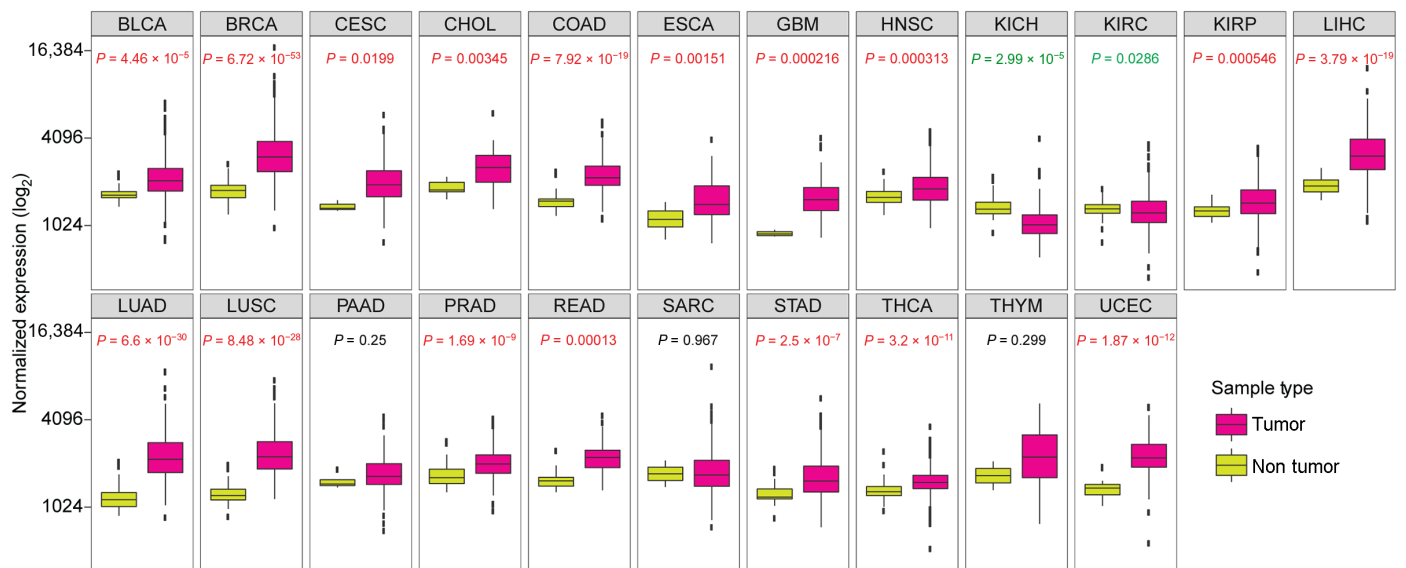 BLCA BRCA CESC CHOL COAD ESCA GBM HNSC KICH KIRC KIRP LIHC
16,384
P = 4.46 × 10⁻⁵ P = 6.72 × 10⁻⁵³ P = 0.0199 P = 0.00345 P = 7.92 × 10⁻¹⁹ P = 0.00151 P = 0.000216 P = 0.000313 P = 2.99 × 10⁻⁵ P = 0.0286 P = 0.000546 P = 3.79 × 10⁻¹⁹
4096
1024
Normalized expression (log₂)
LUAD LUSC PAAD PRAD READ SARC STAD THCA THYM UCEC
16,384
P = 6.6 × 10⁻³⁰ P = 8.48 × 10⁻²⁸ P = 0.25 P = 1.69 × 10⁻⁹ P = 0.00013 P = 0.967 P = 2.5 × 10⁻⁷ P = 3.2 × 10⁻¹¹ P = 0.299 P = 1.87 × 10⁻¹²
4096
1024
Sample type
Tumor
Non tumor